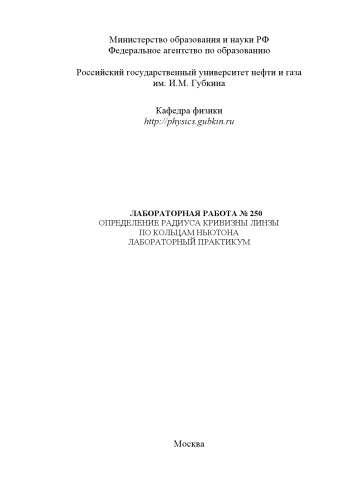 Министерство образования и науки РФ
Федеральное агентство по образованию
Российский государственный университет нефти и газа
им. И.М. Губкина
Кафедра физики
http://physics.gubkin.ru
ЛАБОРАТОРНАЯ РАБОТА № 250
ОПРЕДЕЛЕНИЕ РАДИУСА КРИВИЗНЫ ЛИНЗЫ
ПО КОЛЬЦАМ НЬЮТОНА
ЛАБОРАТОРНЫЙ ПРАКТИКУМ
Москва